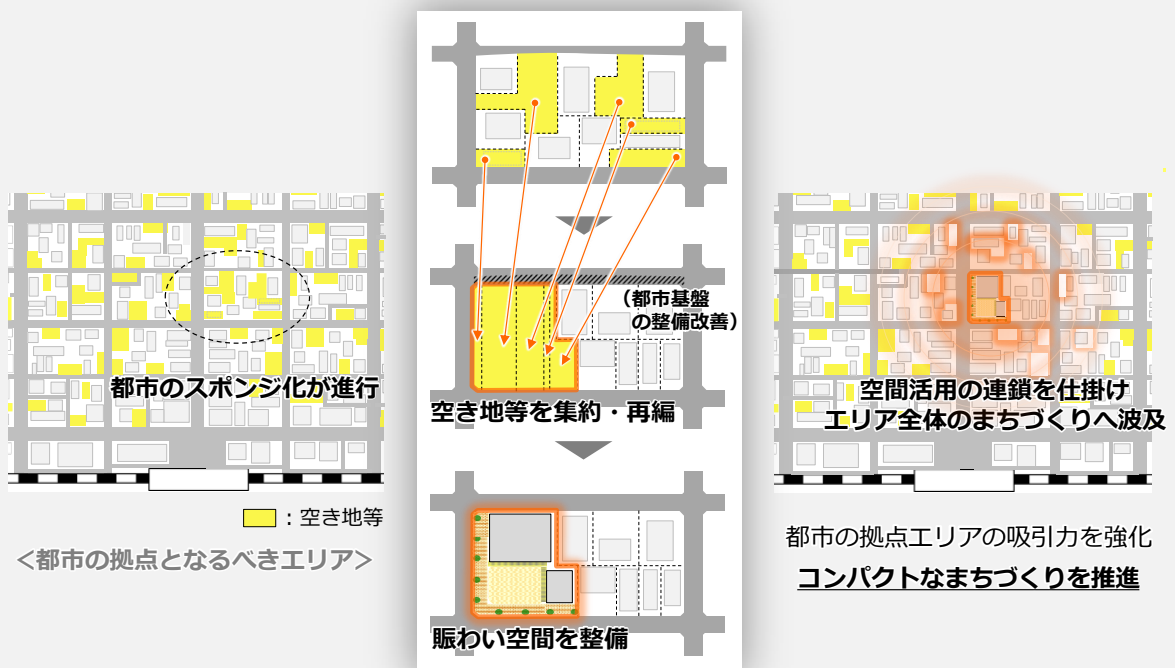 都市のスポンジ化が進行
：空き地等
＜都市の拠点となるべきエリア＞
（都市基盤
の整備改善）
空き地等を集約・再編
賑わい空間を整備
空間活用の連鎖を仕掛け
エリア全体のまちづくりへ波及
都市の拠点エリアの吸引力を強化
コンパクトなまちづくりを推進